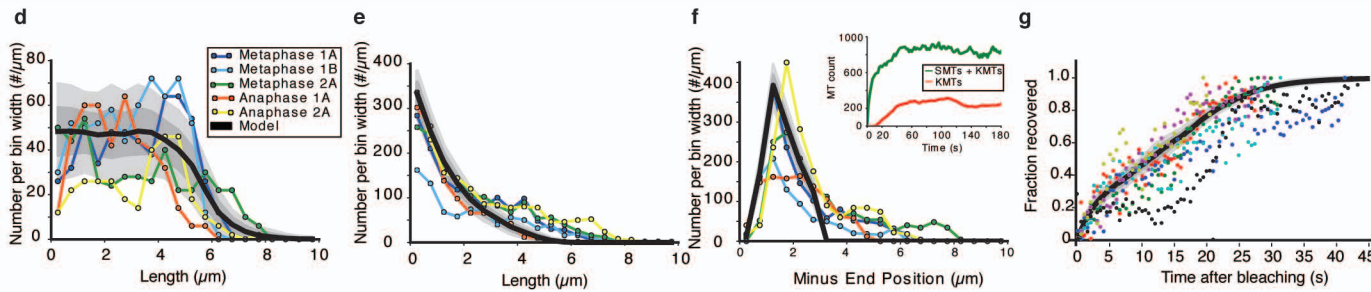 d
Number per bin width (#/µm)
80
60
40
20
0
0 2 4 6 8 10
Length (µm)
Metaphase 1A
Metaphase 1B
Metaphase 2A
Anaphase 1A
Anaphase 2A
Model
e
Number per bin width (#/µm)
400
300
200
100
0
0 2 4 6 8 10
Length (µm)
f
Number per bin width (#/µm)
400
300
200
100
0
0 2 4 6 8 10
Minus End Position (µm)
MT count
1000
600
200
0
0 20 60 100 140 180
Time (s)
SMTs + KMTs
KMTs
g
Fraction recovered
1.0
0.8
0.6
0.4
0.2
0
0 5 10 15 20 25 30 35 40 45
Time after bleaching (s)